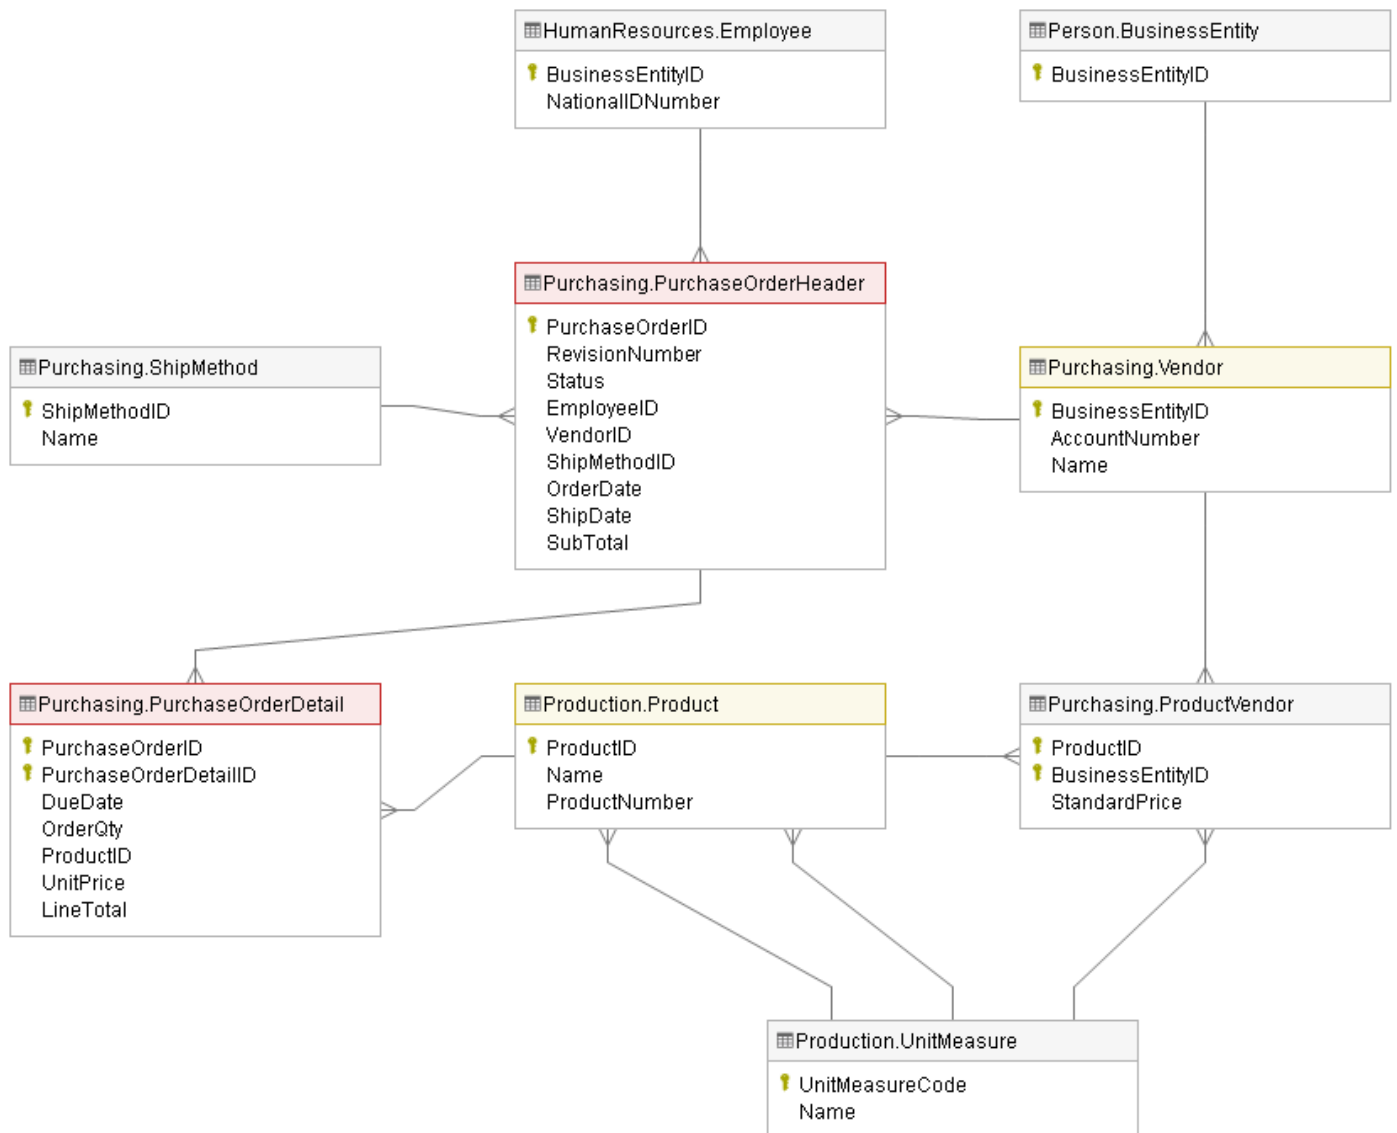 HumanResources.Employee
BusinessEntityID
NationalIDNumber
Person.BusinessEntity
BusinessEntityID
Purchasing.PurchaseOrderHeader
PurchaseOrderID
RevisionNumber
Status
EmployeeID
VendorID
ShipMethodID
OrderDate
ShipDate
SubTotal
Purchasing.ShipMethod
ShipMethodID
Name
Purchasing.Vendor
BusinessEntityID
AccountNumber
Name
Purchasing.PurchaseOrderDetail
PurchaseOrderID
PurchaseOrderDetailID
DueDate
OrderQty
ProductID
UnitPrice
LineTotal
Production.Product
ProductID
Name
ProductNumber
Purchasing.ProductVendor
ProductID
BusinessEntityID
StandardPrice
Production.UnitMeasure
UnitMeasureCode
Name